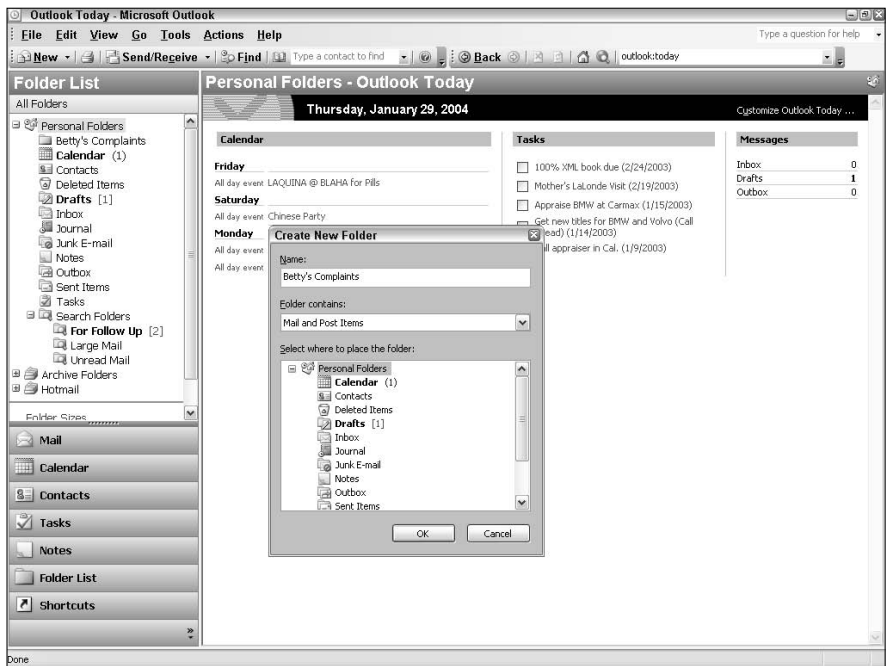 Outlook Today - Microsoft Outlook
File Edit View Go Tools Actions Help
Type a question for help
New Send/Receive Find Type a contact to find Back outlook:today
Folder List
All Folders
Personal Folders
Betty's Complaints
Calendar (1)
Contacts
Deleted Items
Drafts [1]
Inbox
Journal
Junk E-mail
Notes
Outbox
Sent Items
Tasks
Search Folders
For Follow Up [2]
Large Mail
Unread Mail
Archive Folders
Hotmail
Folder Sizes
Mail
Calendar
Contacts
Tasks
Notes
Folder List
Shortcuts
Personal Folders - Outlook Today
Thursday, January 29, 2004
Customize Outlook Today ...
Calendar
Friday
All day event LAQUINA @ BLAHA for Pills
Saturday
All day event Chinese Party
Monday
All day event
All day event
Tasks
100% XML book due (2/24/2003)
Mother's LaLonde Visit (2/19/2003)
Appraise BMW at Carmax (1/15/2003)
Get new titles for BMW and Volvo (Call
(1/14/2003)
appraiser in Cal. (1/9/2003)
Messages
Inbox 0
Drafts 1
Outbox 0
Create New Folder
Name:
Betty's Complaints
Folder contains:
Mail and Post Items
Select where to place the folder:
Personal Folders
Calendar (1)
Contacts
Deleted Items
Drafts [1]
Inbox
Journal
Junk E-mail
Notes
Outbox
Sent Items
OK Cancel
Done